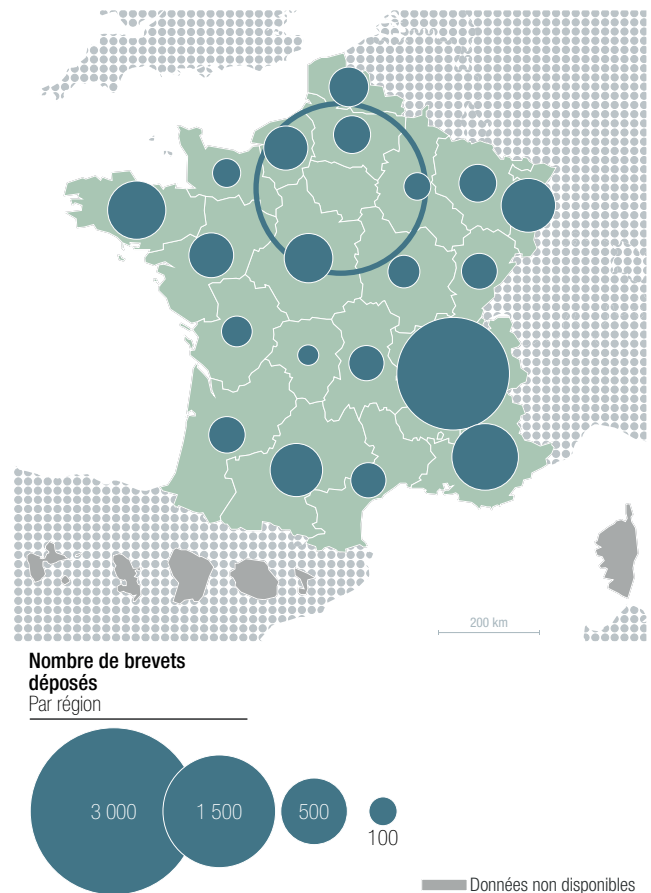 200 km
Nombre de brevets
déposés
Par région
3 000
1 500
500
100
Données non disponibles